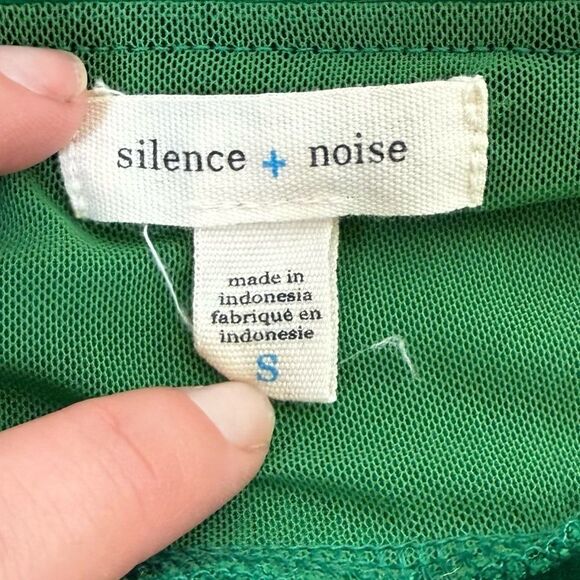 silence + noise
made in
indonesia
fabriqué en
indonesie
S